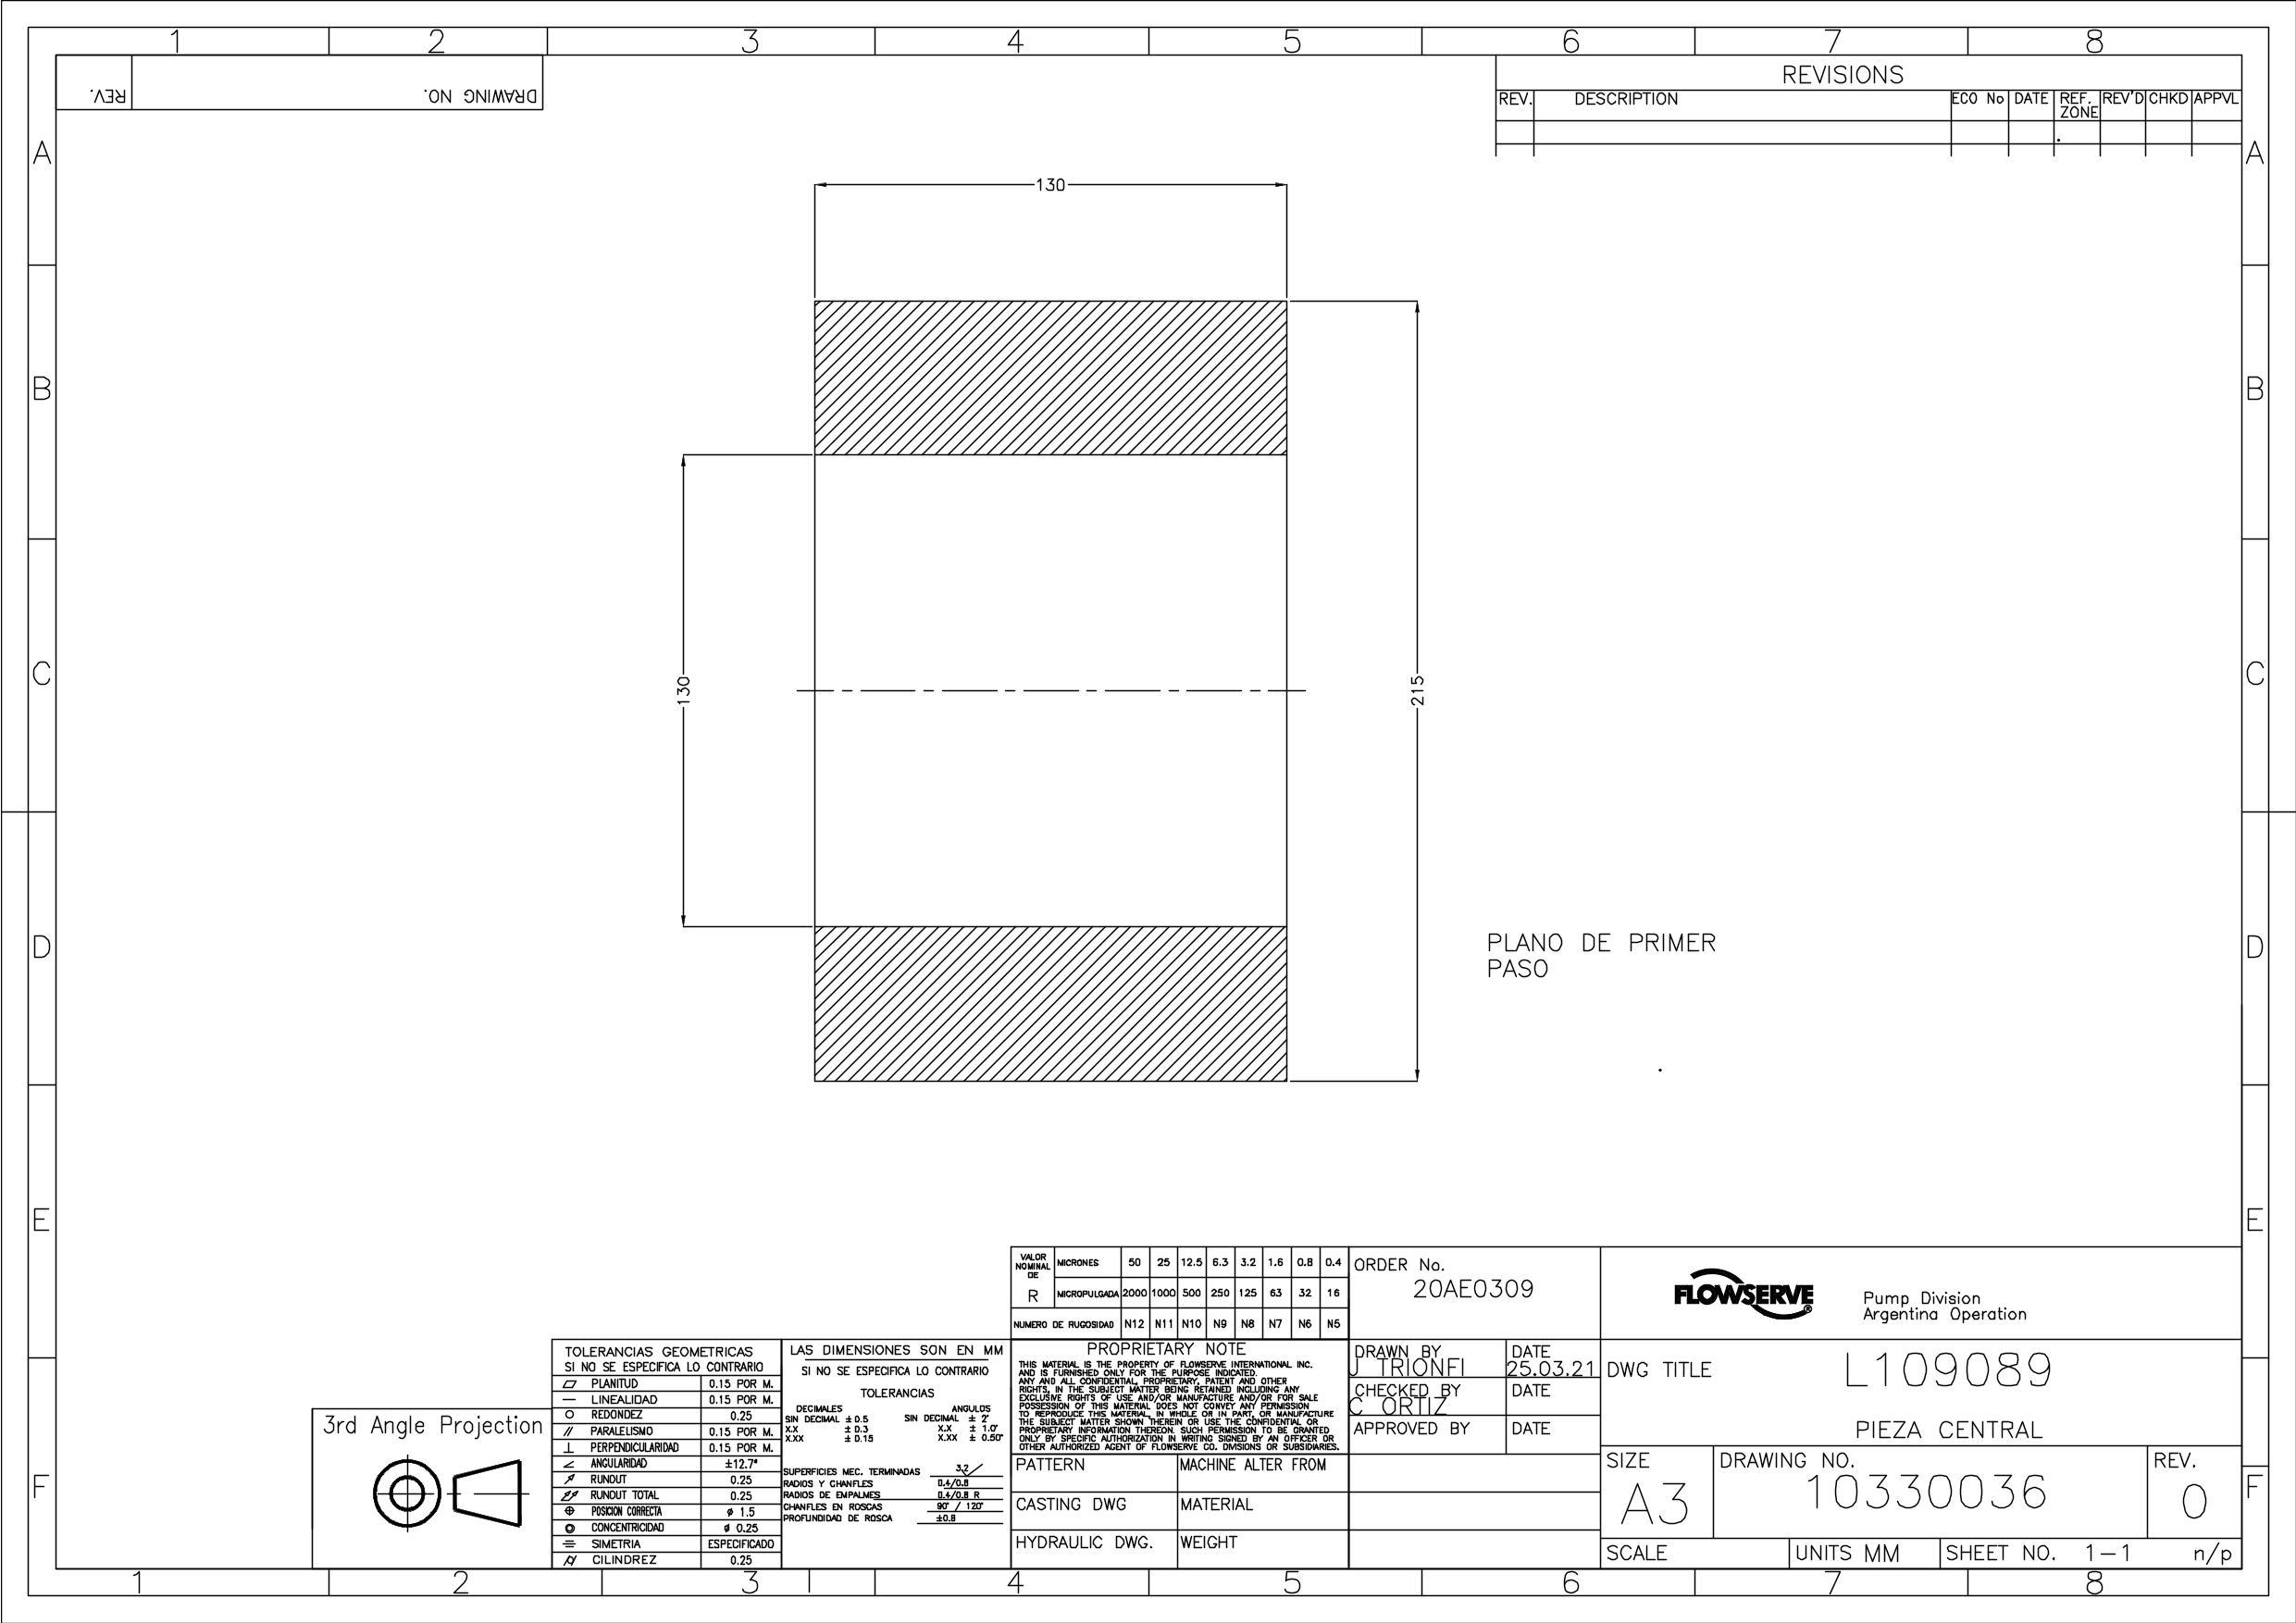 1 2 3 4 5 6 7 8
REV. DRAWING NO.
REVISIONS
REV. DESCRIPTION ECO No DATE REF. ZONE REV'D CHKD APPVL
A A
B B
C C
D D
E E
F F
130
130
215
PLANO DE PRIMER
PASO
VALOR NOMINAL DE R
MICRONES 50 25 12.5 6.3 3.2 1.6 0.8 0.4
MICROPULGADA 2000 1000 500 250 125 63 32 16
NUMERO DE RUGOSIDAD N12 N11 N10 N9 N8 N7 N6 N5
ORDER No.
20AE0309
FLOWSERVE ®
Pump Division
Argentina Operation
3rd Angle Projection
TOLERANCIAS GEOMETRICAS
SI NO SE ESPECIFICA LO CONTRARIO
PLANITUD 0.15 POR M.
LINEALIDAD 0.15 POR M.
REDONDEZ 0.25
PARALELISMO 0.15 POR M.
PERPENDICULARIDAD 0.15 POR M.
ANGULARIDAD ±12.7"
RUNOUT 0.25
RUNOUT TOTAL 0.25
POSICION CORRECTA ø 1.5
CONCENTRICIDAD ø 0.25
SIMETRIA ESPECIFICADO
CILINDREZ 0.25
LAS DIMENSIONES SON EN MM
SI NO SE ESPECIFICA LO CONTRARIO
TOLERANCIAS
DECIMALES ANGULOS
SIN DECIMAL ± 0.5 SIN DECIMAL ± 2°
X.X ± 0.3 X.X ± 1.0°
X.XX ± 0.15 X.XX ± 0.50°
SUPERFICIES MEC. TERMINADAS 3.2
RADIOS Y CHANFLES 0.4/0.8
RADIOS DE EMPALMES 0.4/0.8 R
CHANFLES EN ROSCAS 90° / 120°
PROFUNDIDAD DE ROSCA ±0.8
PROPRIETARY NOTE
THIS MATERIAL IS THE PROPERTY OF FLOWSERVE INTERNATIONAL INC.
AND IS FURNISHED ONLY FOR THE PURPOSE INDICATED.
ANY AND ALL CONFIDENTIAL, PROPRIETARY, PATENT AND OTHER
RIGHTS, IN THE SUBJECT MATTER BEING RETAINED INCLUDING ANY
EXCLUSIVE RIGHTS OF USE AND/OR MANUFACTURE AND/OR FOR SALE
POSSESSION OF THIS MATERIAL DOES NOT CONVEY ANY PERMISSION
TO REPRODUCE THIS MATERIAL, IN WHOLE OR IN PART, OR MANUFACTURE
THE SUBJECT MATTER SHOWN THEREIN OR USE THE CONFIDENTIAL OR
PROPRIETARY INFORMATION THEREON. SUCH PERMISSION TO BE GRANTED
ONLY BY SPECIFIC AUTHORIZATION IN WRITING SIGNED BY AN OFFICER OR
OTHER AUTHORIZED AGENT OF FLOWSERVE CO. DIVISIONS OR SUBSIDIARIES.
PATTERN MACHINE ALTER FROM
CASTING DWG MATERIAL
HYDRAULIC DWG. WEIGHT
DRAWN BY DATE
J TRIONFI 25.03.21
CHECKED BY DATE
C ORTIZ
APPROVED BY DATE
DWG TITLE L109089
PIEZA CENTRAL
SIZE DRAWING NO. REV.
A3 10330036 0
SCALE UNITS MM SHEET NO. 1-1 n/p
1 2 3 4 5 6 7 8